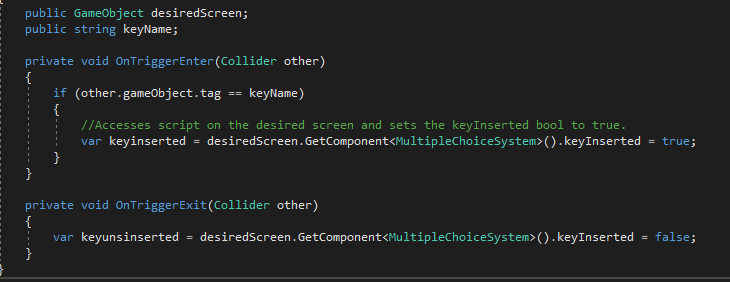 public GameObject desiredScreen;
public string keyName;
private void OnTriggerEnter(Collider other)
{
if (other.gameObject.tag == keyName)
{
//Accesses script on the desired screen and sets the keyInserted bool to true.
var keyinserted = desiredScreen.GetComponent<MultipleChoiceSystem>().keyInserted = true;
}
}
private void OnTriggerExit(Collider other)
{
var keyunsinserted = desiredScreen.GetComponent<MultipleChoiceSystem>().keyInserted = false;
}
}